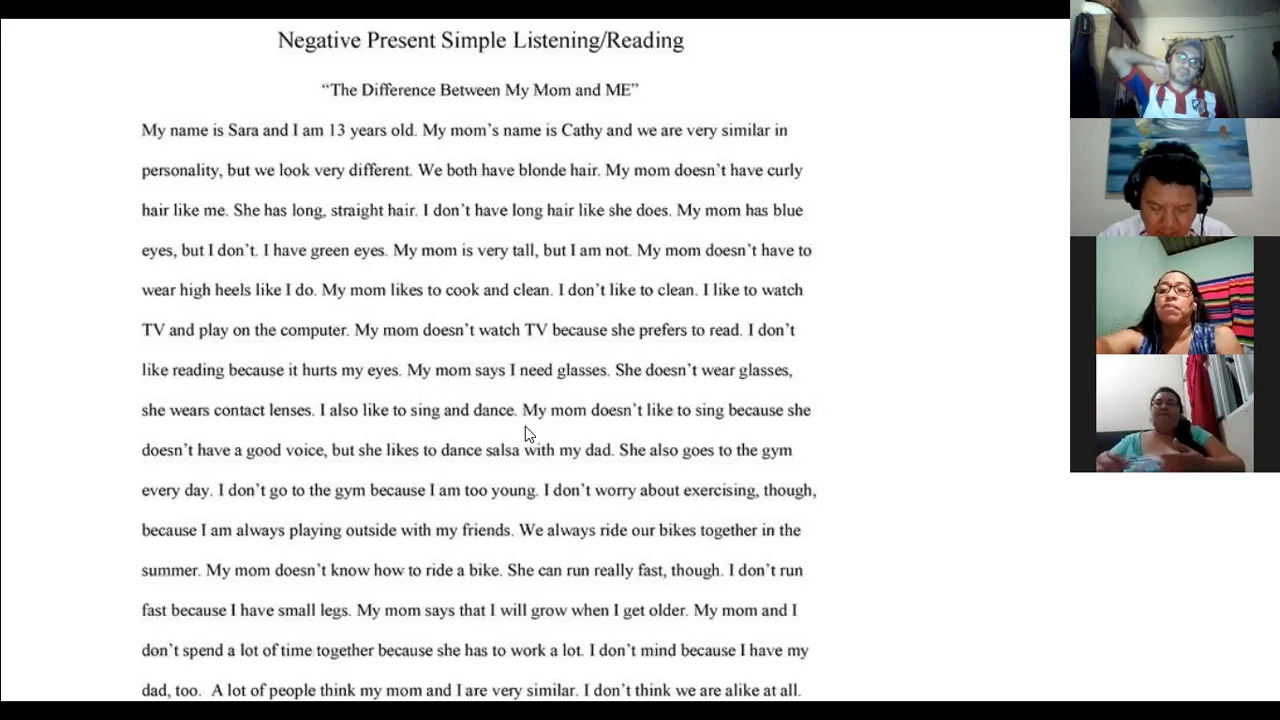 Negative Present Simple Listening/Reading
“The Difference Between My Mom and ME”
My name is Sara and I am 13 years old. My mom’s name is Cathy and we are very similar in
personality, but we look very different. We both have blonde hair. My mom doesn’t have curly
hair like me. She has long, straight hair. I don’t have long hair like she does. My mom has blue
eyes, but I don’t. I have green eyes. My mom is very tall, but I am not. My mom doesn’t have to
wear high heels like I do. My mom likes to cook and clean. I don’t like to clean. I like to watch
TV and play on the computer. My mom doesn’t watch TV because she prefers to read. I don’t
like reading because it hurts my eyes. My mom says I need glasses. She doesn’t wear glasses,
she wears contact lenses. I also like to sing and dance. My mom doesn’t like to sing because she
doesn’t have a good voice, but she likes to dance salsa with my dad. She also goes to the gym
every day. I don’t go to the gym because I am too young. I don’t worry about exercising, though,
because I am always playing outside with my friends. We always ride our bikes together in the
summer. My mom doesn’t know how to ride a bike. She can run really fast, though. I don’t run
fast because I have small legs. My mom says that I will grow when I get older. My mom and I
don’t spend a lot of time together because she has to work a lot. I don’t mind because I have my
dad, too.  A lot of people think my mom and I are very similar. I don’t think we are alike at all.